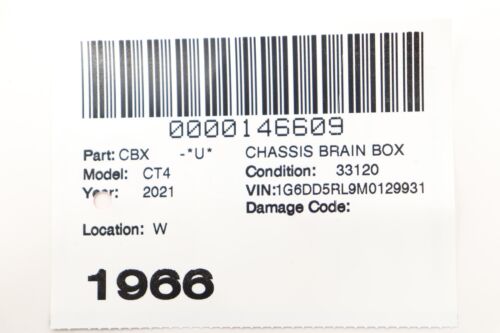 0000146609
Part: CBX -*U* CHASSIS BRAIN BOX
Model: CT4 Condition: 33120
Year: 2021 VIN:1G6DD5RL9M0129931
Damage Code:
Location: W
1966